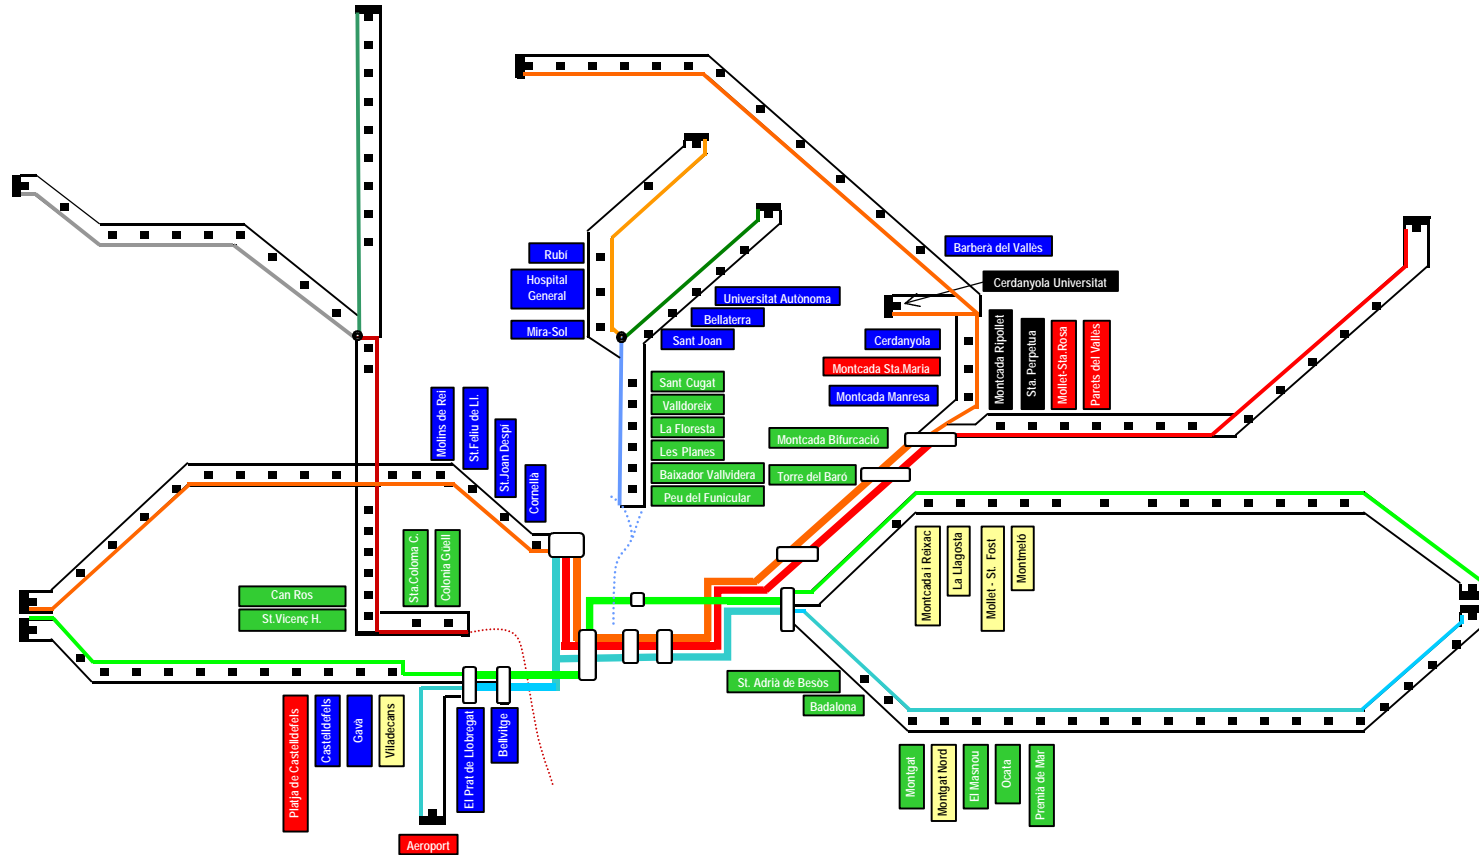 Barberà del Vallès
Rubí
Hospital
General
Mira-Sol
Universitat Autònoma
Bellaterra
Sant Joan
Cerdanyola Universitat
Cerdanyola
Montcada Sta.Maria
Montcada Manresa
Montcada Ripollet
Sta. Perpetua
Mollet-Sta.Rosa
Parets del Vallès
Sant Cugat
Valldoreix
La Floresta
Les Planes
Baixador Vallvidera
Peu del Funicular
Montcada Bifurcació
Torre del Baró
Molins de Rei
St.Feliu de Ll.
St.Joan Despí
Cornellà
Sta.Coloma C.
Colonia Güell
Can Ros
St.Vicenç H.
Montcada i Reixac
La Llagosta
Mollet - St. Fost
Montmeló
St. Adrià de Besòs
Badalona
Platja de Castelldefels
Castelldefels
Gavà
Viladecans
El Prat de Llobregat
Bellvitge
Aeroport
Montgat
Montgat Nord
El Masnou
Ocata
Premià de Mar